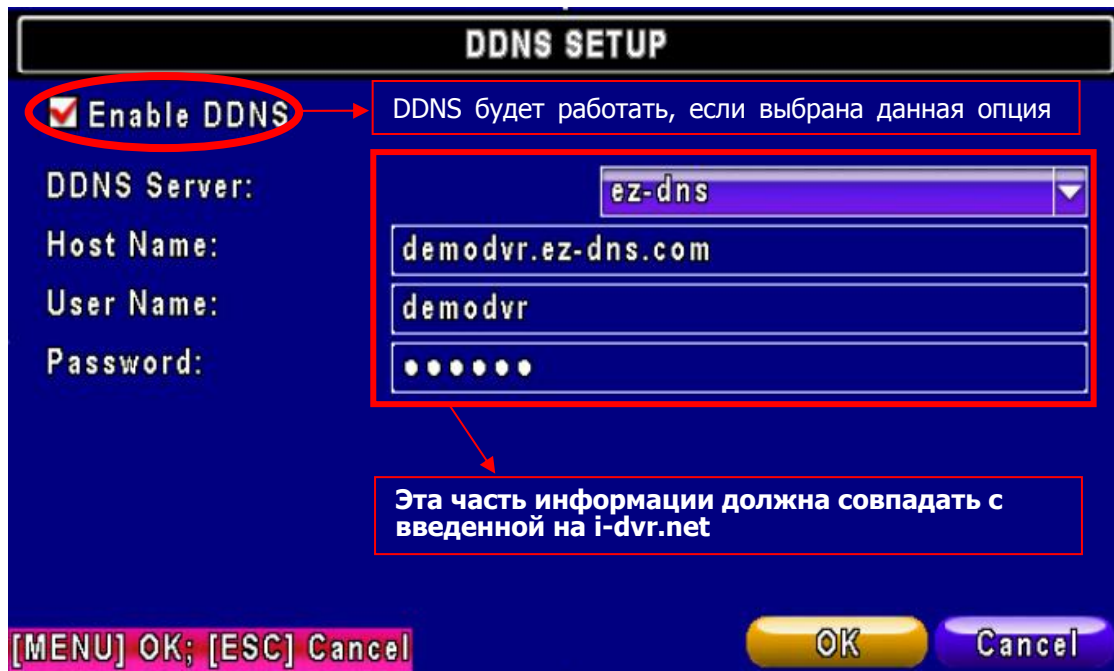 DDNS SETUP
Enable DDNS
DDNS будет работать, если выбрана данная опция
DDNS Server:
ez-dns
Host Name:
demodvr.ez-dns.com
User Name:
demodvr
Password:
●●●●●●
Эта часть информации должна совпадать с
введенной на i-dvr.net
[MENU] OK; [ESC] Cancel
OK
Cancel